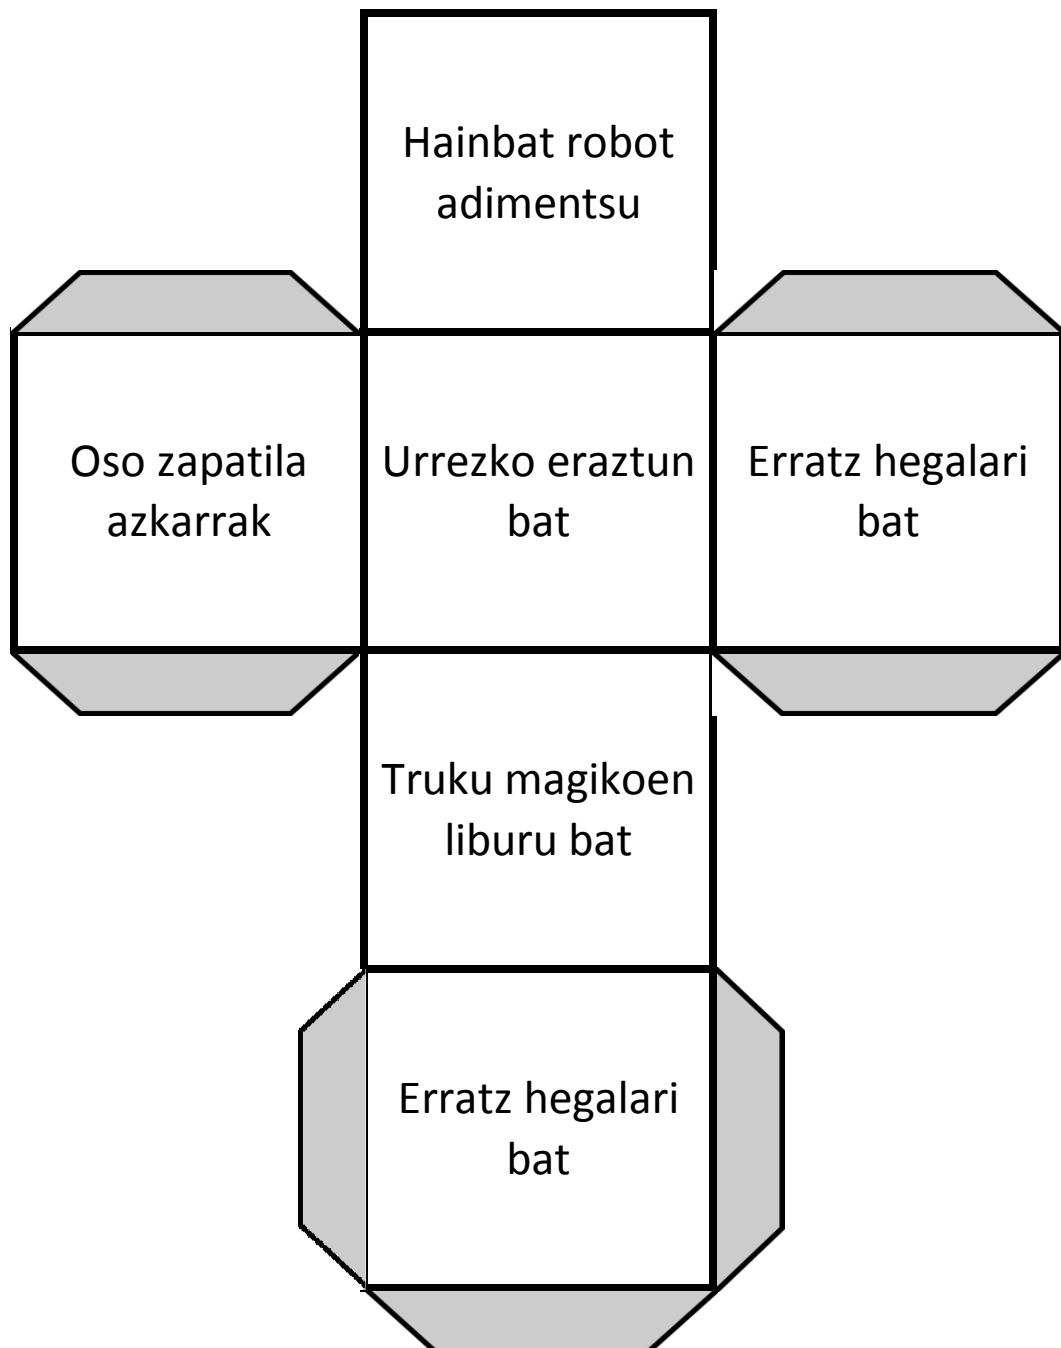 Hainbat robot
adimentsu
Oso zapatila
azkarrak
Urrezko eraztun
bat
Erratz hegalari
bat
Truku magikoen
liburu bat
Erratz hegalari
bat